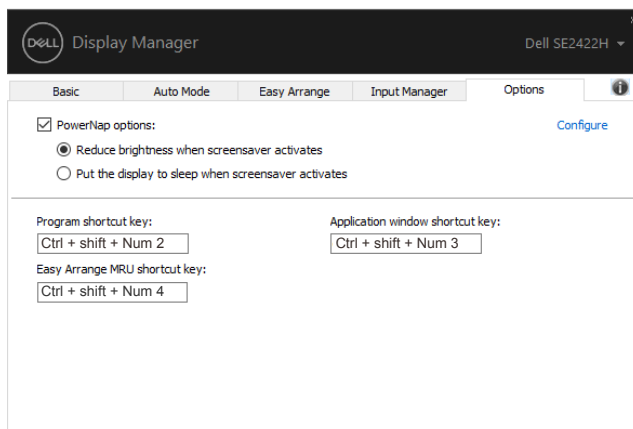 DELL Display Manager Dell SE2422H
Basic Auto Mode Easy Arrange Input Manager Options i
PowerNap options: Configure
Reduce brightness when screensaver activates
Put the display to sleep when screensaver activates
Program shortcut key: Application window shortcut key:
Ctrl + shift + Num 2 Ctrl + shift + Num 3
Easy Arrange MRU shortcut key:
Ctrl + shift + Num 4